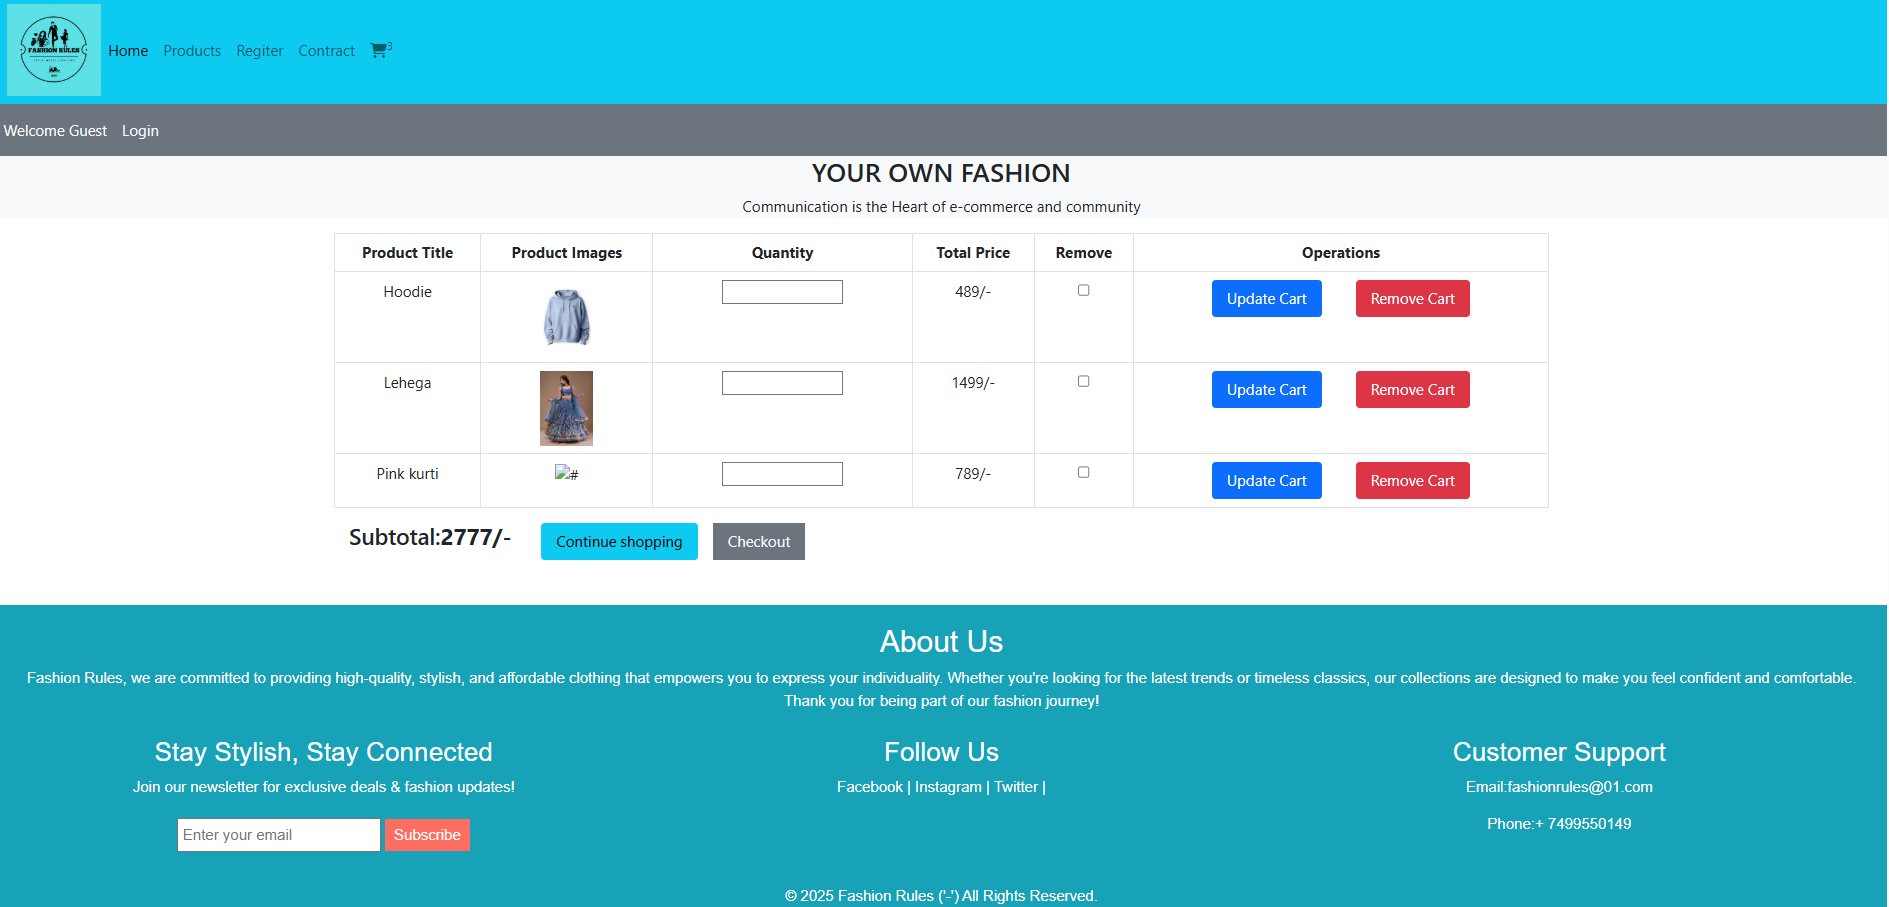 FASHION RULES
Home Products Regiter Contract 3
Welcome Guest Login
YOUR OWN FASHION
Communication is the Heart of e-commerce and community
Product Title Product Images Quantity Total Price Remove Operations
Hoodie 489/- Update Cart Remove Cart
Lehega 1499/- Update Cart Remove Cart
Pink kurti # 789/- Update Cart Remove Cart
Subtotal:2777/- Continue shopping Checkout
About Us
Fashion Rules, we are committed to providing high-quality, stylish, and affordable clothing that empowers you to express your individuality. Whether you're looking for the latest trends or timeless classics, our collections are designed to make you feel confident and comfortable.
Thank you for being part of our fashion journey!
Stay Stylish, Stay Connected
Join our newsletter for exclusive deals & fashion updates!
Enter your email Subscribe
Follow Us
Facebook | Instagram | Twitter |
Customer Support
Email:fashionrules@01.com
Phone:+ 7499550149
© 2025 Fashion Rules ('-') All Rights Reserved.